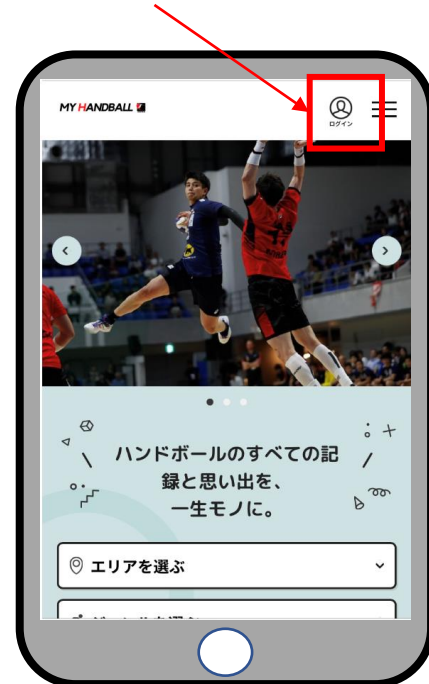 MY HANDBALL
ログイン
ハンドボールのすべての記
録と思い出を、
一生モノに。
エリアを選ぶ